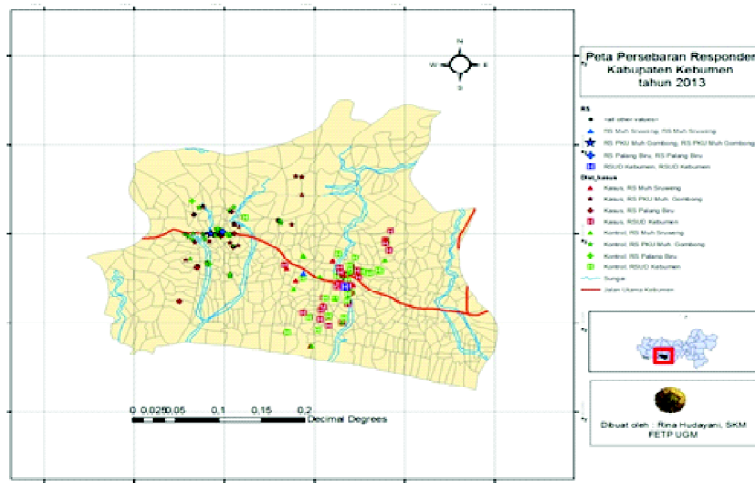 N
W E
S
Peta Persebaran Responden
Kabupaten Kebumen
tahun 2013
RS
<all other values>
RS Muh Sruweng, RS Muh Sruweng
RS PKU Muh Gombong, RS PKU Muh Gombong
RS Palang Biru, RS Palang Biru
RSUD Kebumen, RSUD Kebumen
Kasus, RS Muh Sruweng
Kasus, RS PKU Muh Gombong
Kasus, RS Palang Biru
Kasus, RSUD Kebumen
Kontrol, RS Muh Sruweng
Kontrol, RS PKU Muh. Gombong
Kontrol, RS Palang Biru
Kontrol, RSUD Kebumen
Sungai
Jalan Utama Kebumen
0 0,025 0,05 0,1 0,15 0,2
Decimal Degrees
Dibuat oleh : Rina Hudayani, SKM
FETP UGM